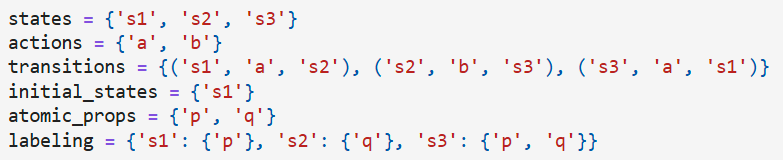 states = {'s1', 's2', 's3'}
actions = {'a', 'b'}
transitions = {('s1', 'a', 's2'), ('s2', 'b', 's3'), ('s3', 'a', 's1')}
initial_states = {'s1'}
atomic_props = {'p', 'q'}
labeling = {'s1': {'p'}, 's2': {'q'}, 's3': {'p', 'q'}}